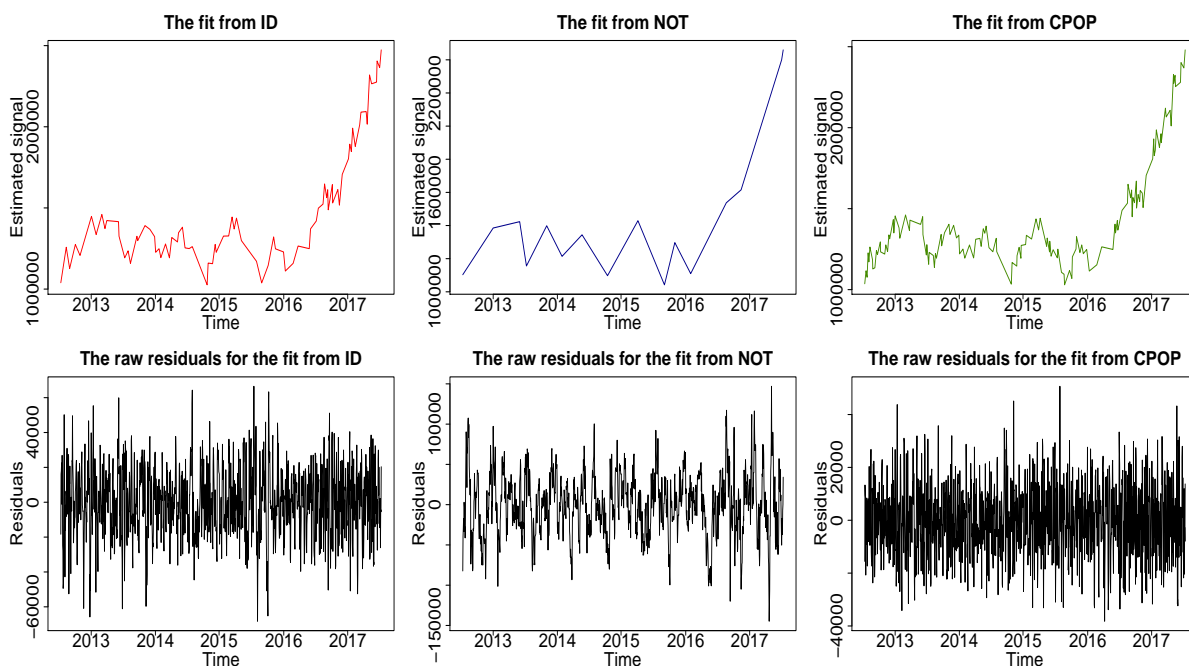 The fit from ID
Estimated signal
1000000 2000000
2013 2014 2015 2016 2017
Time
The fit from NOT
Estimated signal
1000000 1600000 2200000
2013 2014 2015 2016 2017
Time
The fit from CPOP
Estimated signal
1000000 2000000
2013 2014 2015 2016 2017
Time
The raw residuals for the fit from ID
Residuals
−60000 0 40000
2013 2014 2015 2016 2017
Time
The raw residuals for the fit from NOT
Residuals
−150000 0 100000
2013 2014 2015 2016 2017
Time
The raw residuals for the fit from CPOP
Residuals
−40000 0 20000
2013 2014 2015 2016 2017
Time